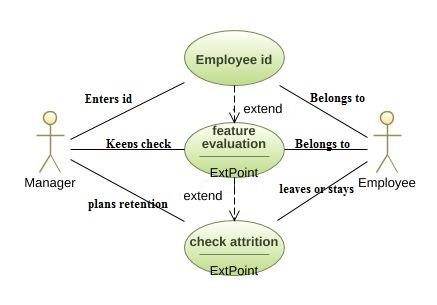 Employee id
Enters id
Belongs to
extend
feature
evaluation
Keeps check
Belongs to
ExtPoint
Manager
Employee
extend
leaves or stays
plans retention
check attrition
ExtPoint